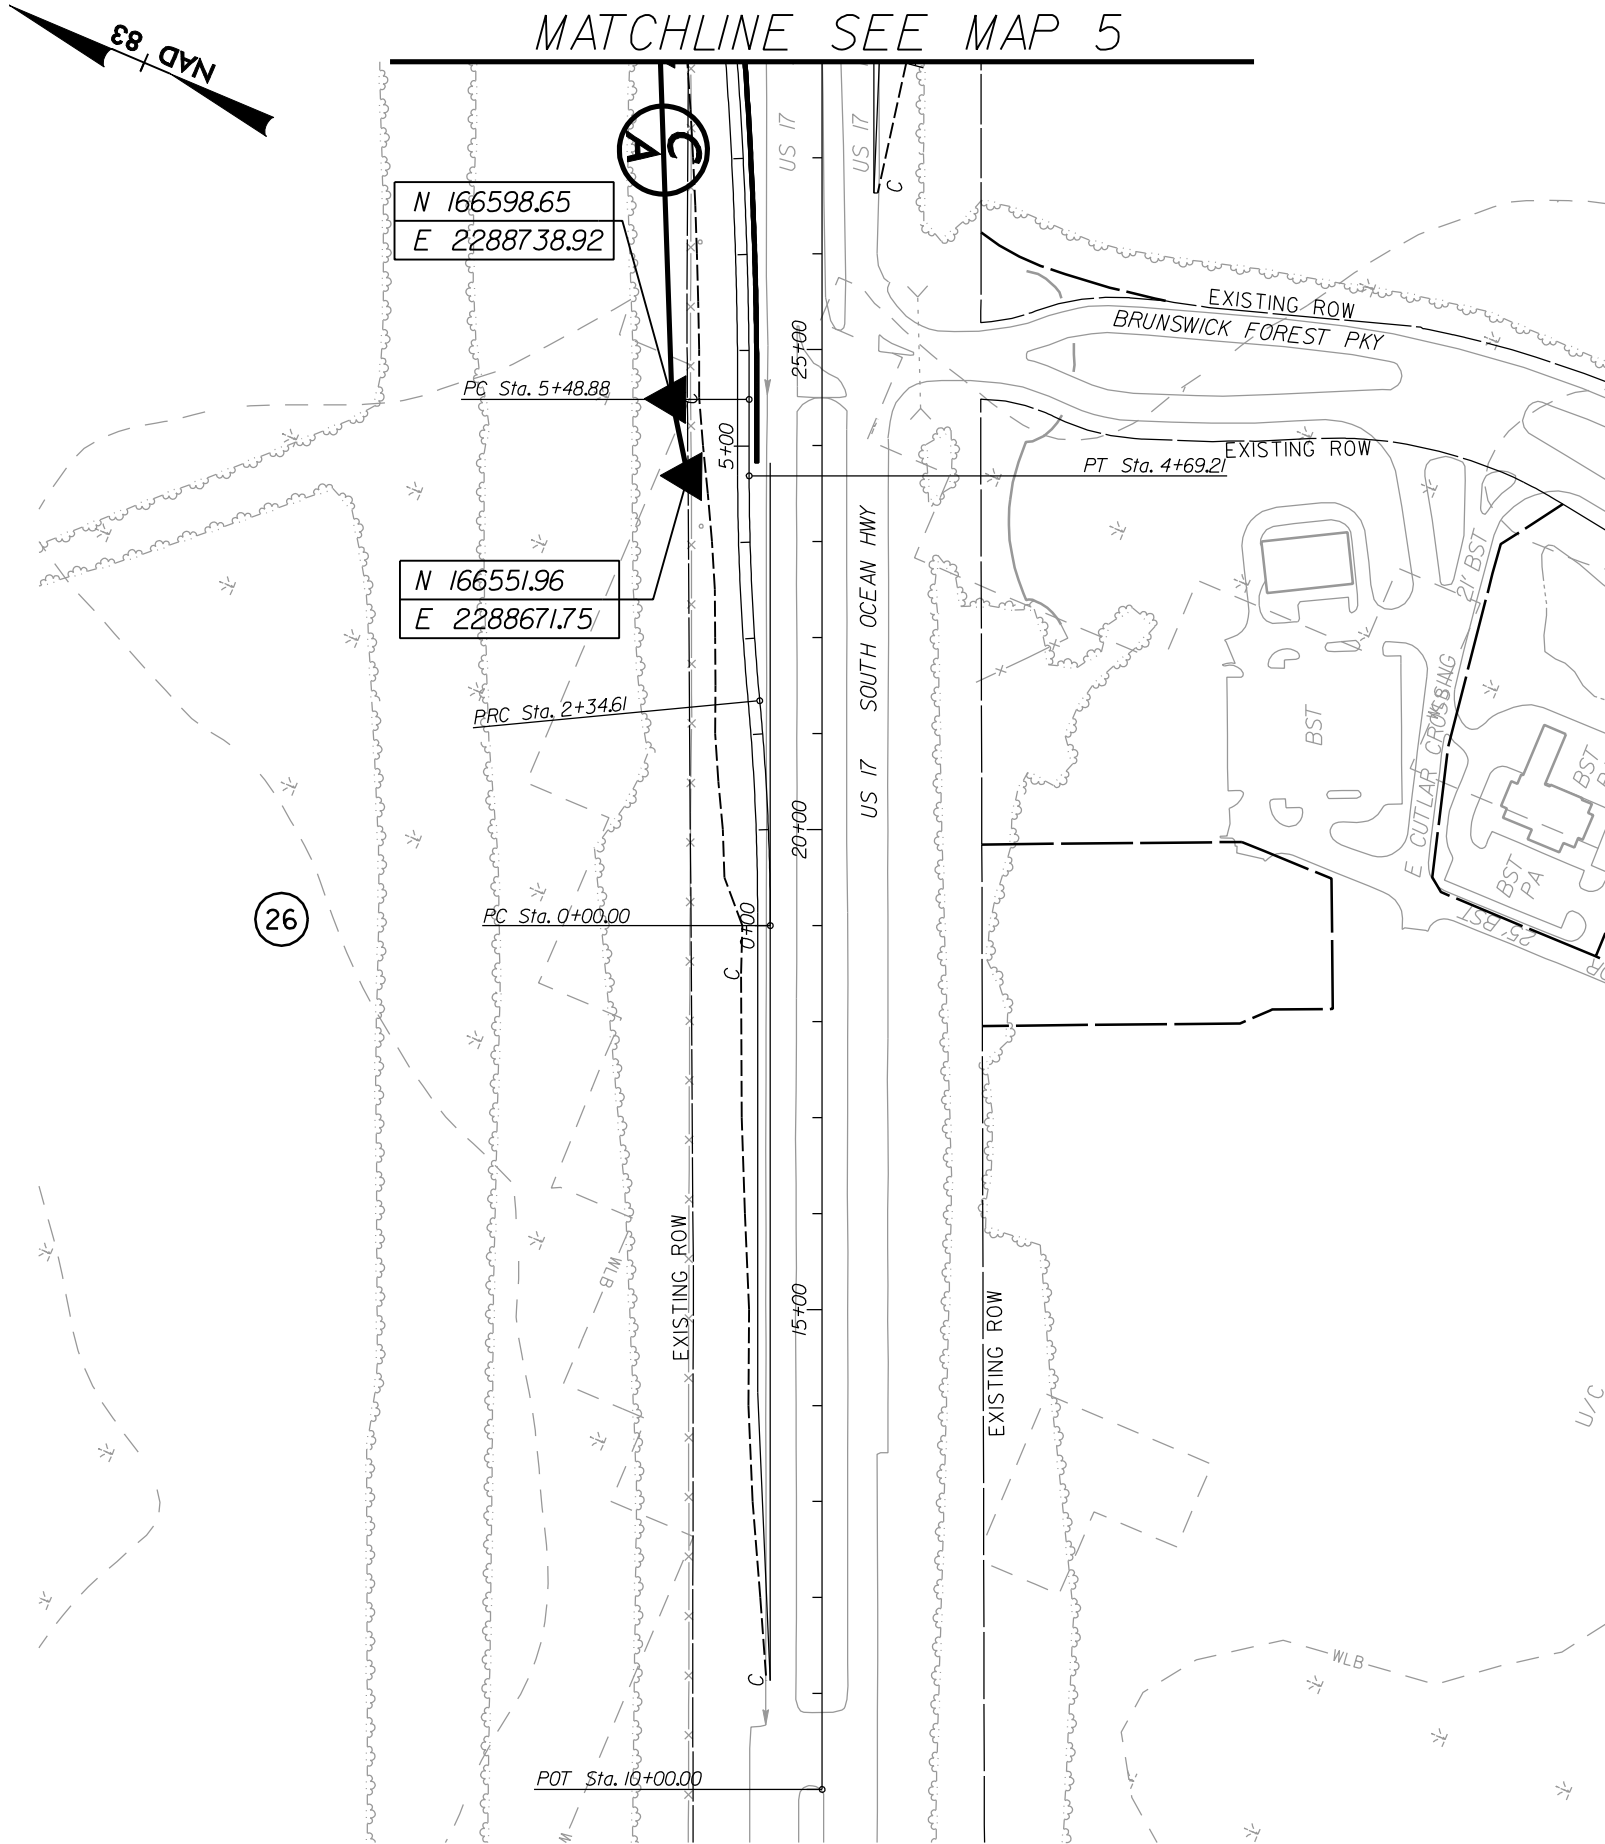 MATCHLINE SEE MAP 5
NAD 83
US 17
US 17
C
A
C
N 166598.65
E 2288738.92
EXISTING ROW
BRUNSWICK FOREST PKY
25+00
PC Sta. 5+48.88
5+00
EXISTING ROW
PT Sta. 4+69.21
N 166551.96
E 2288671.75
SOUTH OCEAN HWY
21' BST
PRC Sta. 2+34.61
US 17
BST
E CUTLAR CROSSING
BST
20+00
BST
PA
26
PC Sta. 0+00.00
0+00
25' BST
C
EXISTING ROW
WLB
15+00
EXISTING ROW
U/C
WLB
C
POT Sta. 10+00.00